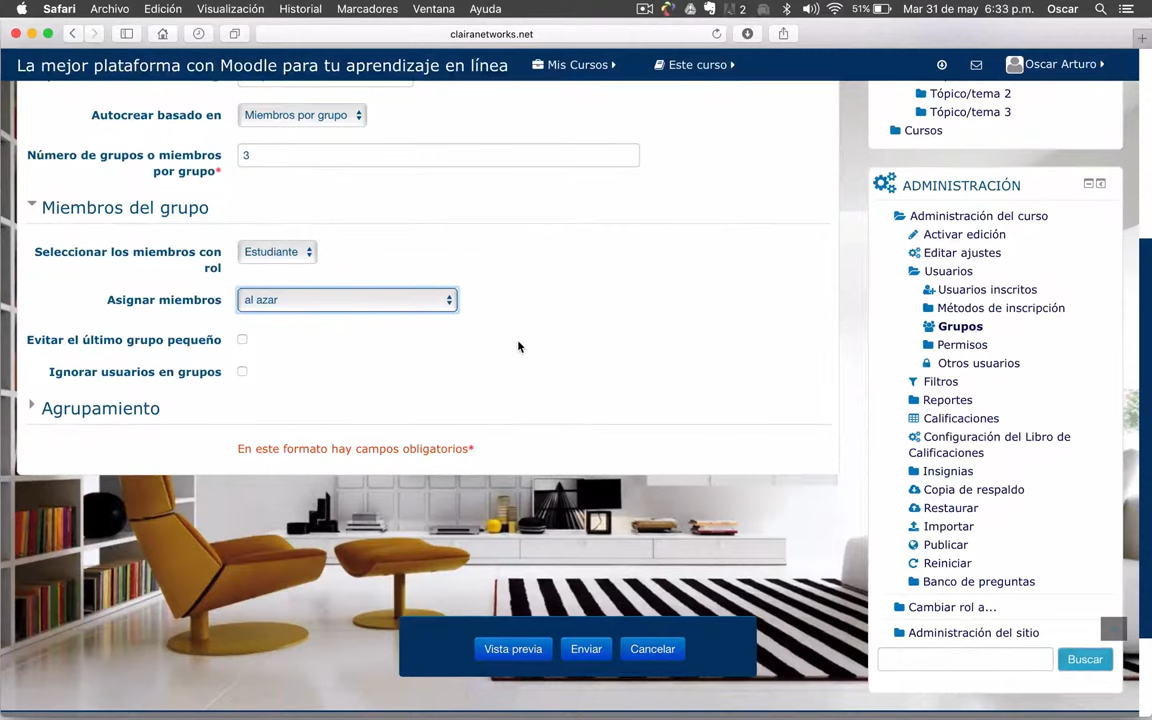 Safari Archivo Edición Visualización Historial Marcadores Ventana Ayuda 2 51% Mar 31 de may 6:33 p.m. Oscar
clairanetworks.net
La mejor plataforma con Moodle para tu aprendizaje en línea Mis Cursos Este curso Oscar Arturo
Tópico/tema 2
Tópico/tema 3
Cursos
Autocrear basado en Miembros por grupo
Número de grupos o miembros por grupo* 3
Miembros del grupo
Seleccionar los miembros con rol Estudiante
Asignar miembros al azar
Evitar el último grupo pequeño
Ignorar usuarios en grupos
Agrupamiento
En este formato hay campos obligatorios*
Vista previa Enviar Cancelar
ADMINISTRACIÓN
Administración del curso
Activar edición
Editar ajustes
Usuarios
Usuarios inscritos
Métodos de inscripción
Grupos
Permisos
Otros usuarios
Filtros
Reportes
Calificaciones
Configuración del Libro de
Calificaciones
Insignias
Copia de respaldo
Restaurar
Importar
Publicar
Reiniciar
Banco de preguntas
Cambiar rol a...
Administración del sitio
Buscar